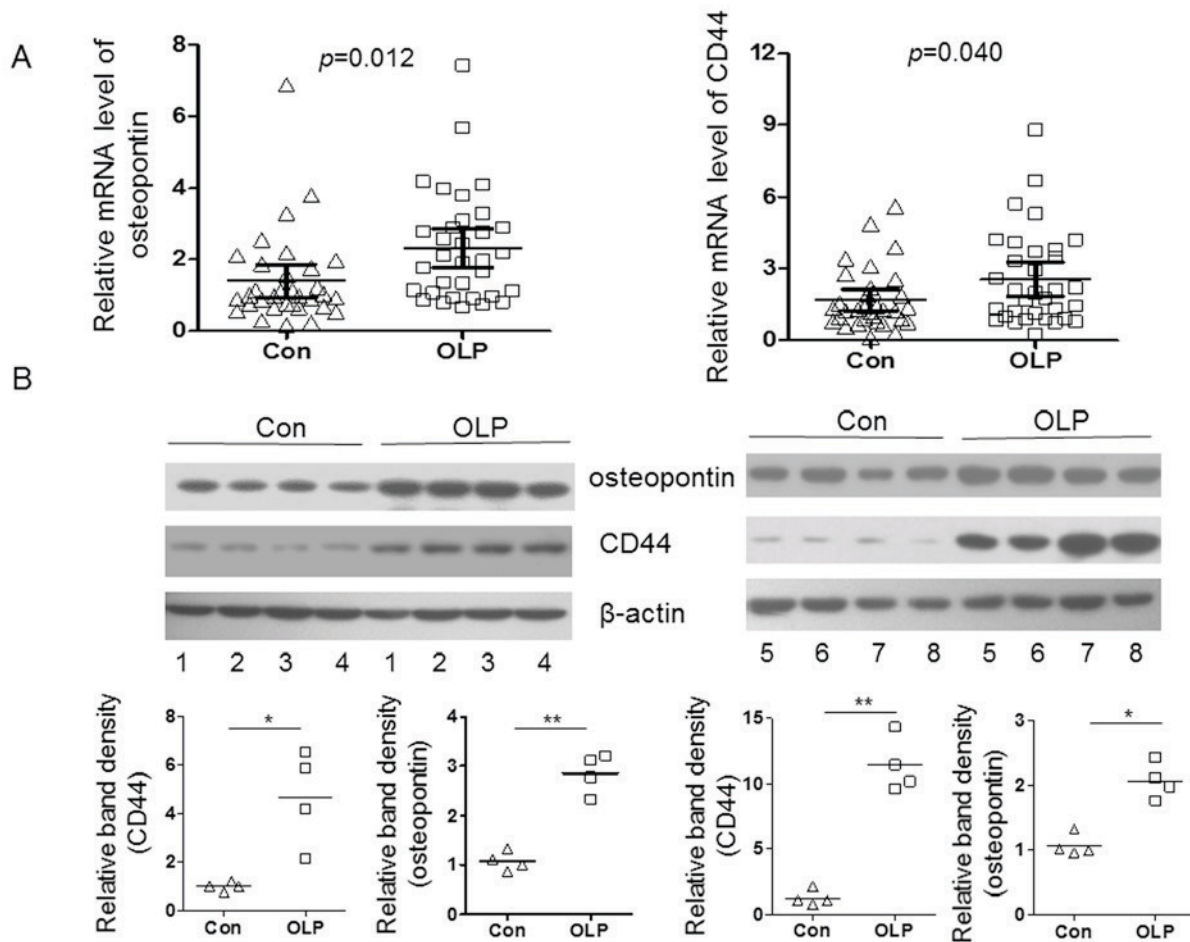 A
Relative mRNA level of
osteopontin
8
6
4
2
0
p=0.012
Con OLP
Relative mRNA level of CD44
12
9
6
3
0
p=0.040
Con OLP
B
Con OLP
Con OLP
osteopontin
CD44
β-actin
1 2 3 4 1 2 3 4
5 6 7 8 5 6 7 8
Relative band density
(CD44)
8
6
4
2
0
*
Con OLP
Relative band density
(osteopontin)
4
3
2
1
0
**
Con OLP
Relative band density
(CD44)
15
10
5
0
**
Con OLP
Relative band density
(osteopontin)
3
2
1
0
*
Con OLP